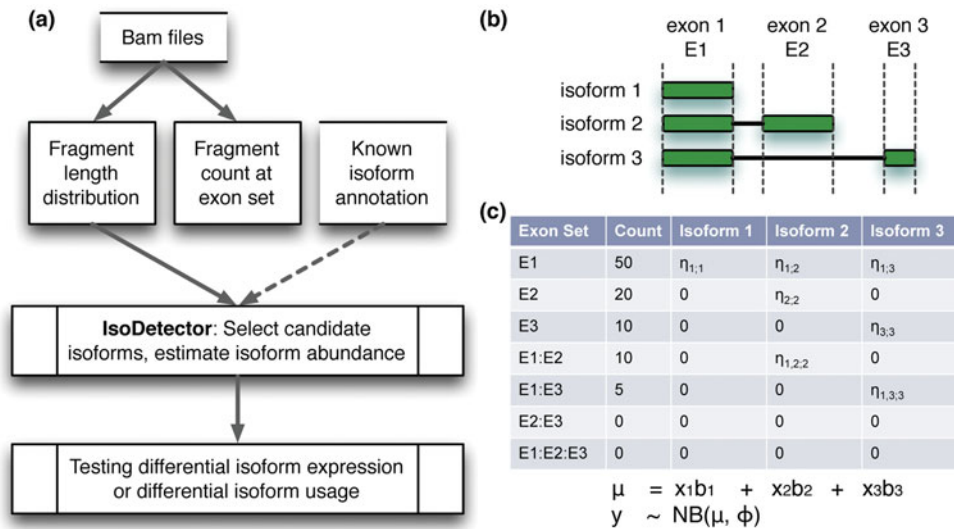 (a)
Bam files
Fragment
length
distribution
Fragment
count at
exon set
Known
isoform
annotation
IsoDetector: Select candidate
isoforms, estimate isoform abundance
Testing differential isoform expression
or differential isoform usage
(b)
exon 1 exon 2 exon 3
E1 E2 E3
isoform 1
isoform 2
isoform 3
(c)
Exon Set Count Isoform 1 Isoform 2 Isoform 3
E1 50 η1;1 η1;2 η1;3
E2 20 0 η2;2 0
E3 10 0 0 η3;3
E1:E2 10 0 η1,2;2 0
E1:E3 5 0 0 η1,3;3
E2:E3 0 0 0 0
E1:E2:E3 0 0 0 0
μ = x1b1 + x2b2 + x3b3
y ~ NB(μ, ϕ)